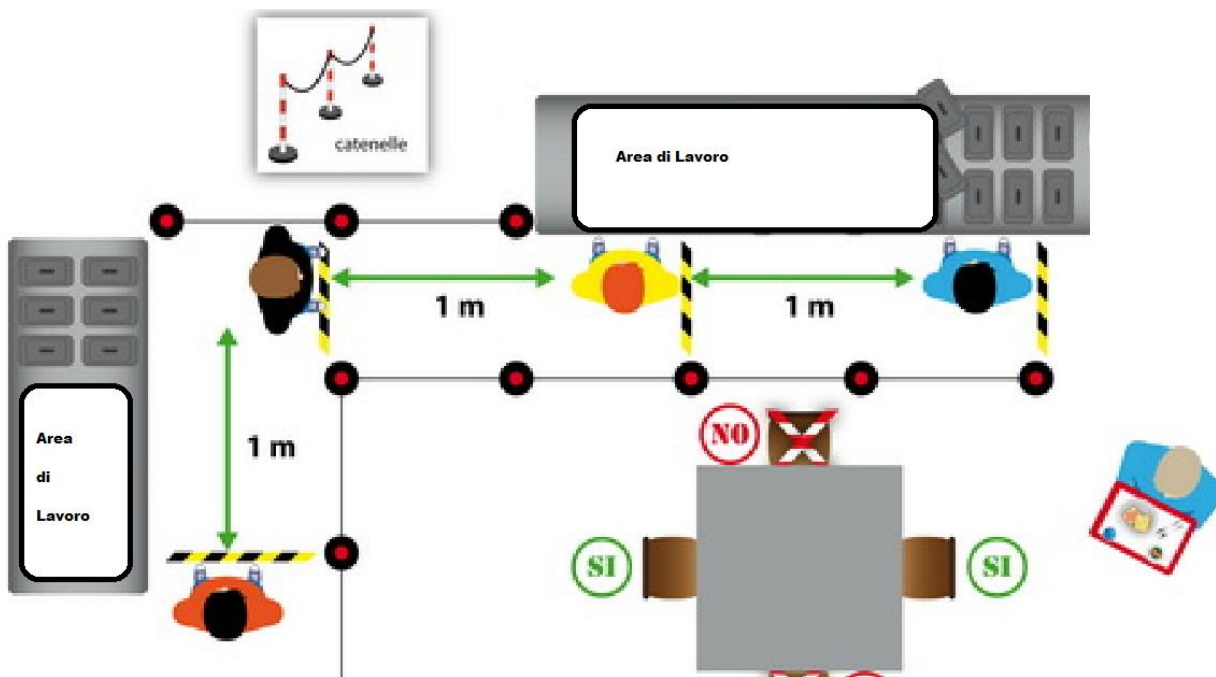 catenelle
Area di Lavoro
1 m
1 m
Area
di
Lavoro
1 m
NO
SI
SI